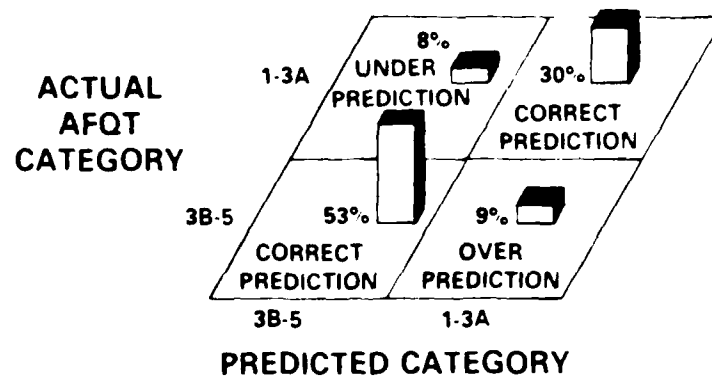 8%
UNDER
PREDICTION
1-3A
30%
CORRECT
PREDICTION
ACTUAL
AFQT
CATEGORY
3B-5
53%
CORRECT
PREDICTION
9%
OVER
PREDICTION
3B-5
1-3A
PREDICTED CATEGORY